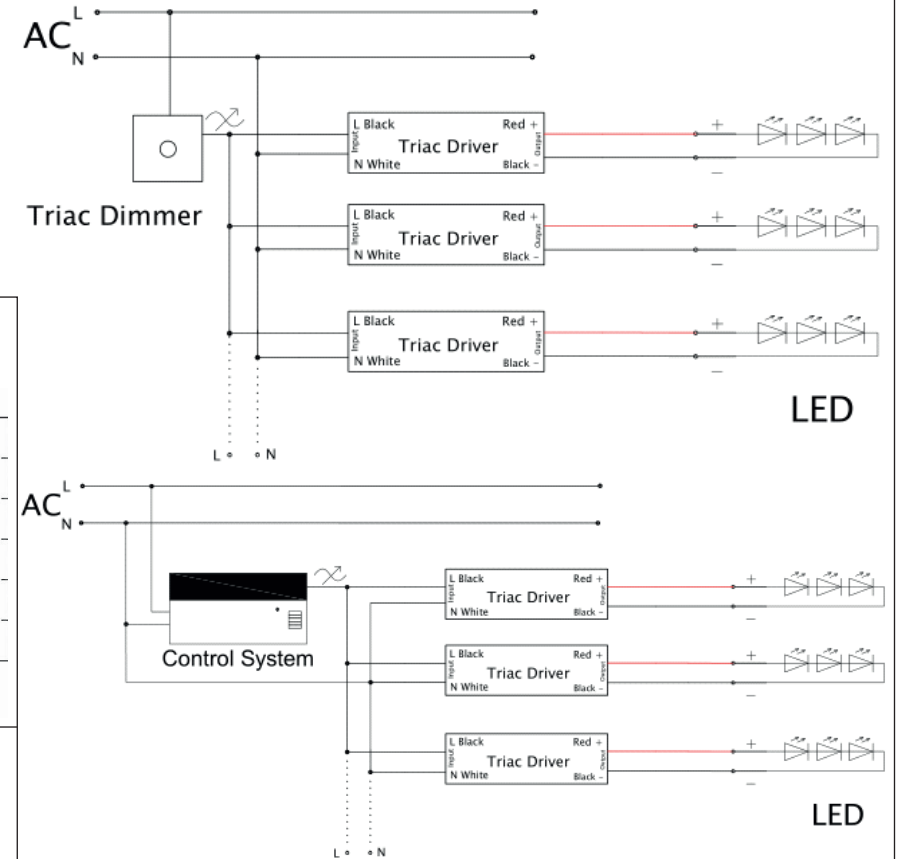 AC L
N
L Black Red +
Input Triac Driver Output
N White Black -
Triac Dimmer
+
−
L Black Red +
Input Triac Driver Output
N White Black -
+
−
L Black Red +
Input Triac Driver Output
N White Black -
+
−
LED
L N
AC L
N
L Black Red +
Input Triac Driver Output
N White Black -
+
−
Control System
L Black Red +
Input Triac Driver Output
N White Black -
+
−
L Black Red +
Input Triac Driver Output
N White Black -
+
−
LED
L N